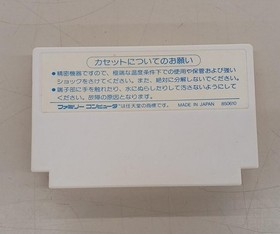 カセットについてのお願い
●精密機器ですので、極端な温度条件下での使用や保管および強い
ショックをさけてください。また、絶対に分解しないでください。
●端子部に手を触れたり、水にぬらしたりして汚さないようにして
ください。故障の原因となります。
ファミリーコンピュータは任天堂の商標です。 MADE IN JAPAN